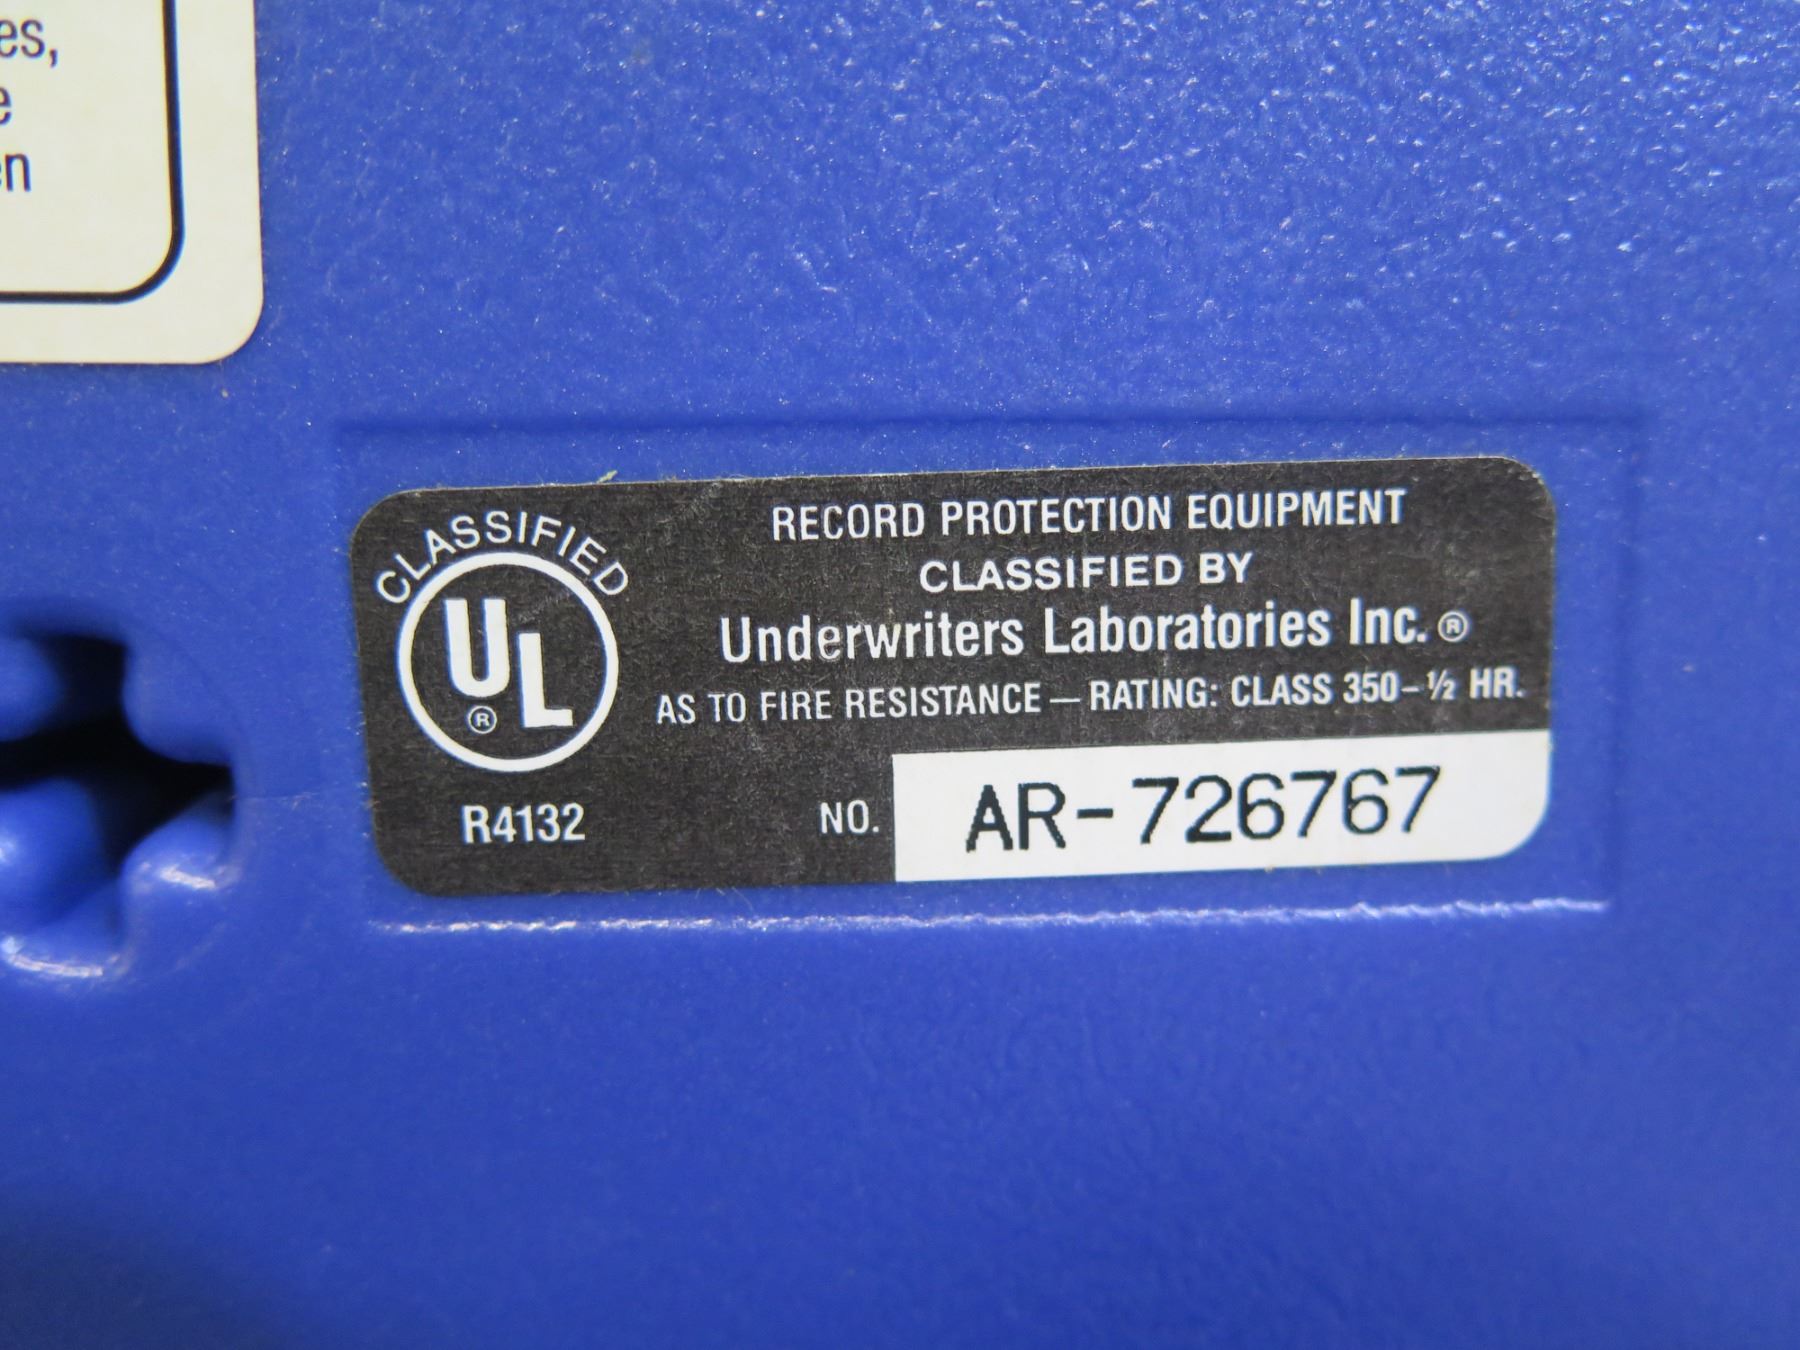 es,
e
en
CLASSIFIED
UL
®
R4132
RECORD PROTECTION EQUIPMENT
CLASSIFIED BY
Underwriters Laboratories Inc.®
AS TO FIRE RESISTANCE — RATING: CLASS 350-½ HR.
NO. AR-726767